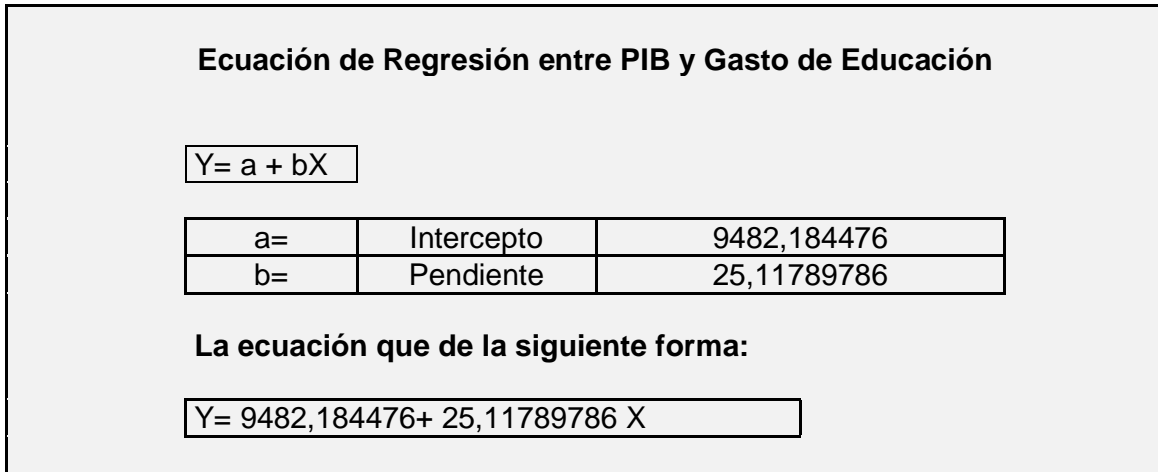 Ecuación de Regresión entre PIB y Gasto de Educación
Y= a + bX
a= Intercepto 9482,184476
b= Pendiente 25,11789786
La ecuación que de la siguiente forma:
Y= 9482,184476+ 25,11789786 X